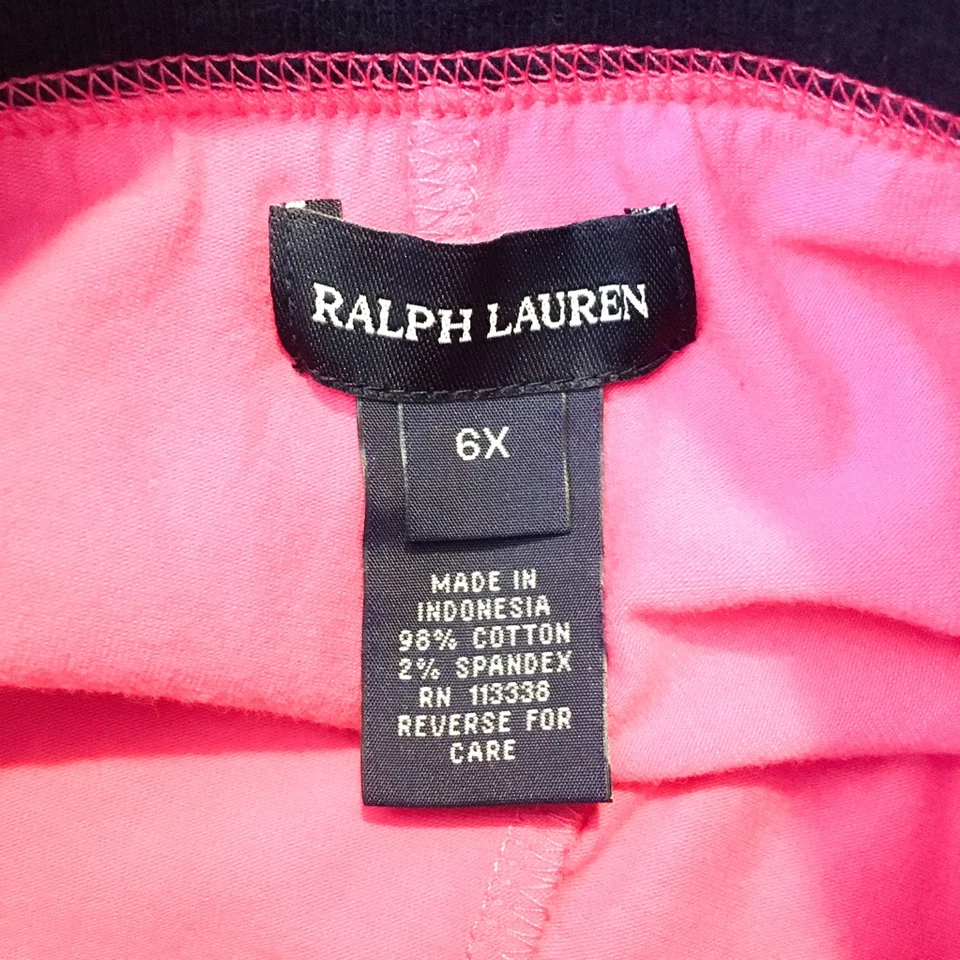 RALPH LAUREN
6X
MADE IN
INDONESIA
98% COTTON
2% SPANDEX
RN 113338
REVERSE FOR
CARE